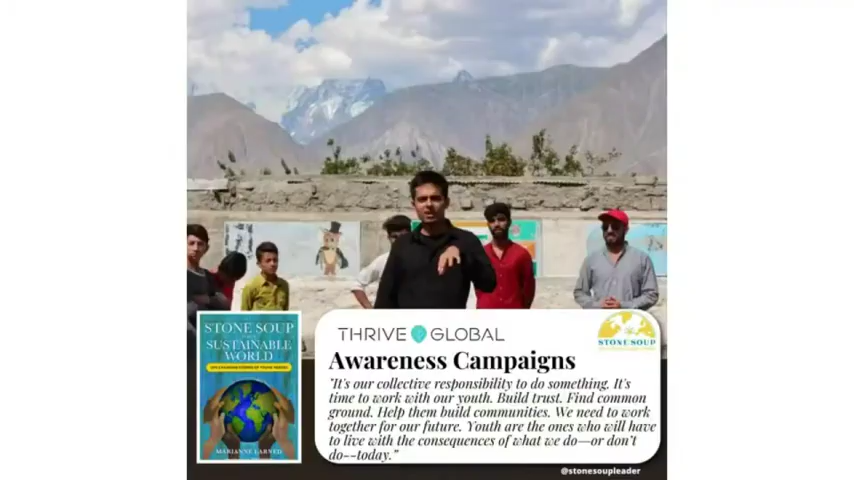 THRIVE GLOBAL
Awareness Campaigns
"It's our collective responsibility to do something. It's
time to work with our youth. Build trust. Find common
ground. Help them build communities. We need to work
together for our future. Youth are the ones who will have
to live with the consequences of what we do—or don't
do--today."
@stonesoupleader
STONE SOUP
SUSTAINABLE
WORLD
MARIANNE LARNED
STONE SOUP